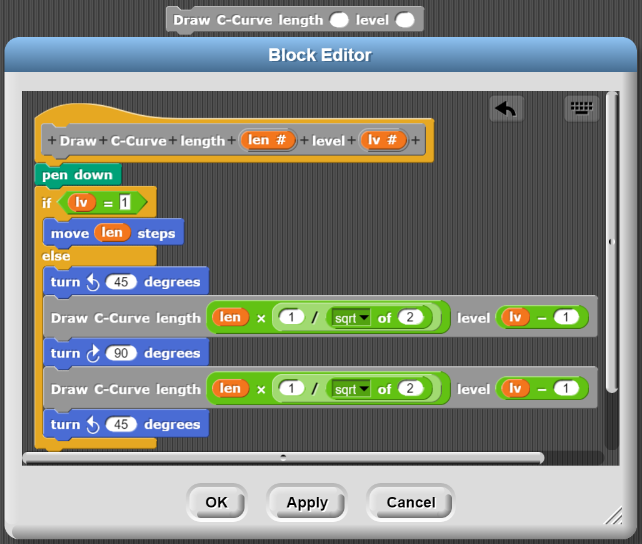 Draw C-Curve length level
Block Editor
+ Draw + C-Curve + length + len # + level + lv # +
pen down
if lv = 1
move len steps
else
turn 45 degrees
Draw C-Curve length len × 1 / sqrt of 2 level lv − 1
turn 90 degrees
Draw C-Curve length len × 1 / sqrt of 2 level lv − 1
turn 45 degrees
OK Apply Cancel